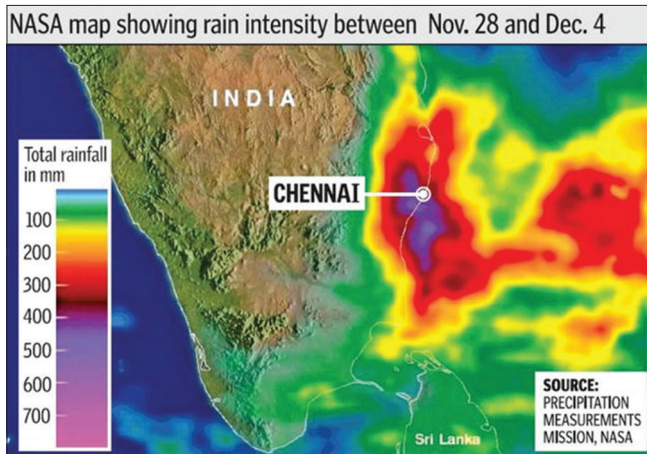 NASA map showing rain intensity between Nov. 28 and Dec. 4
INDIA
Total rainfall
in mm
100
200
300
400
500
600
700
CHENNAI
Sri Lanka
SOURCE:
PRECIPITATION
MEASUREMENTS
MISSION, NASA